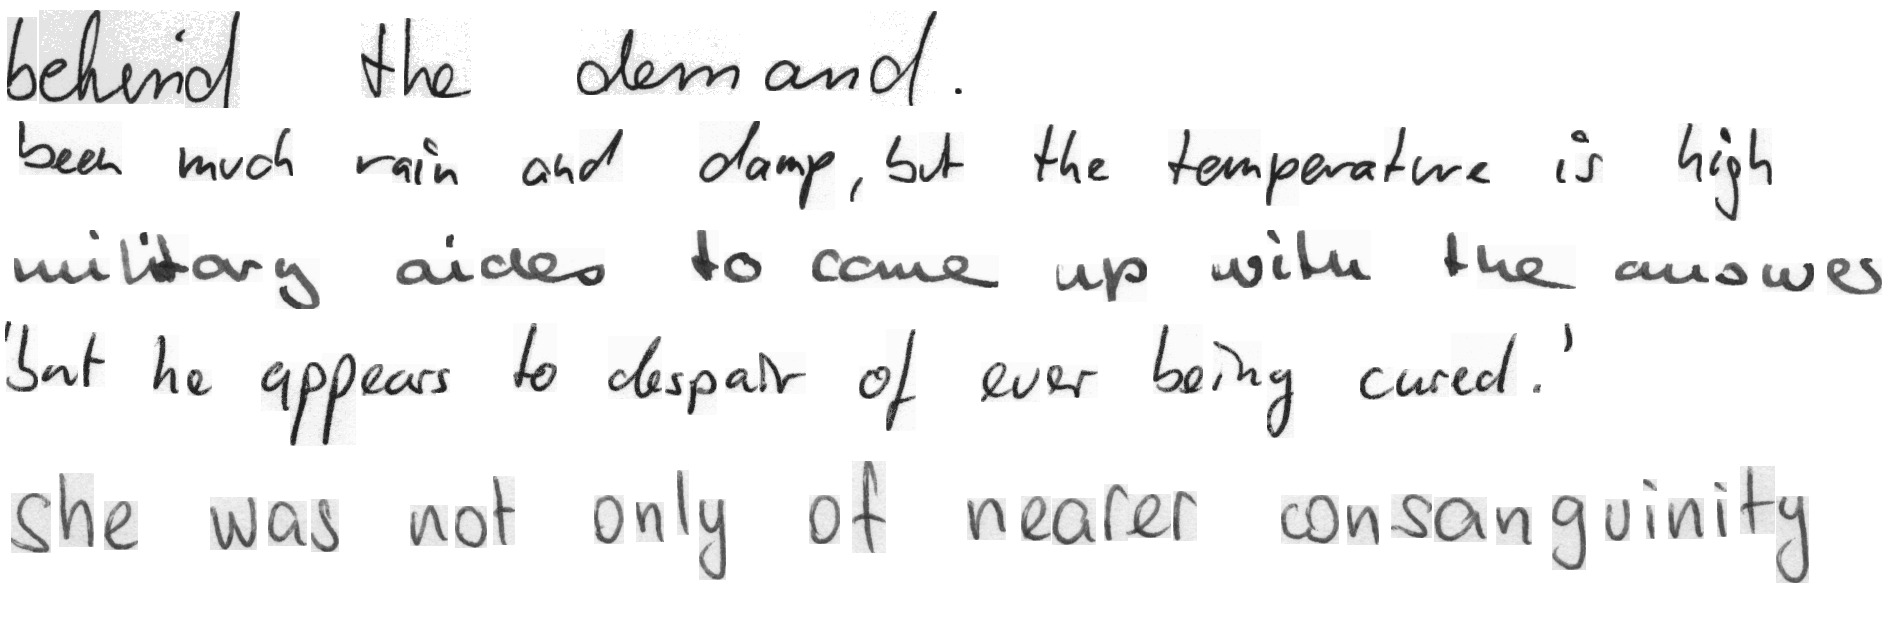 behind the demand.
been much rain and damp, but the temperature is high
military aides to come up with the answes
'but he appears to despair of ever being cured.'
she was not only of nearer consanguinity